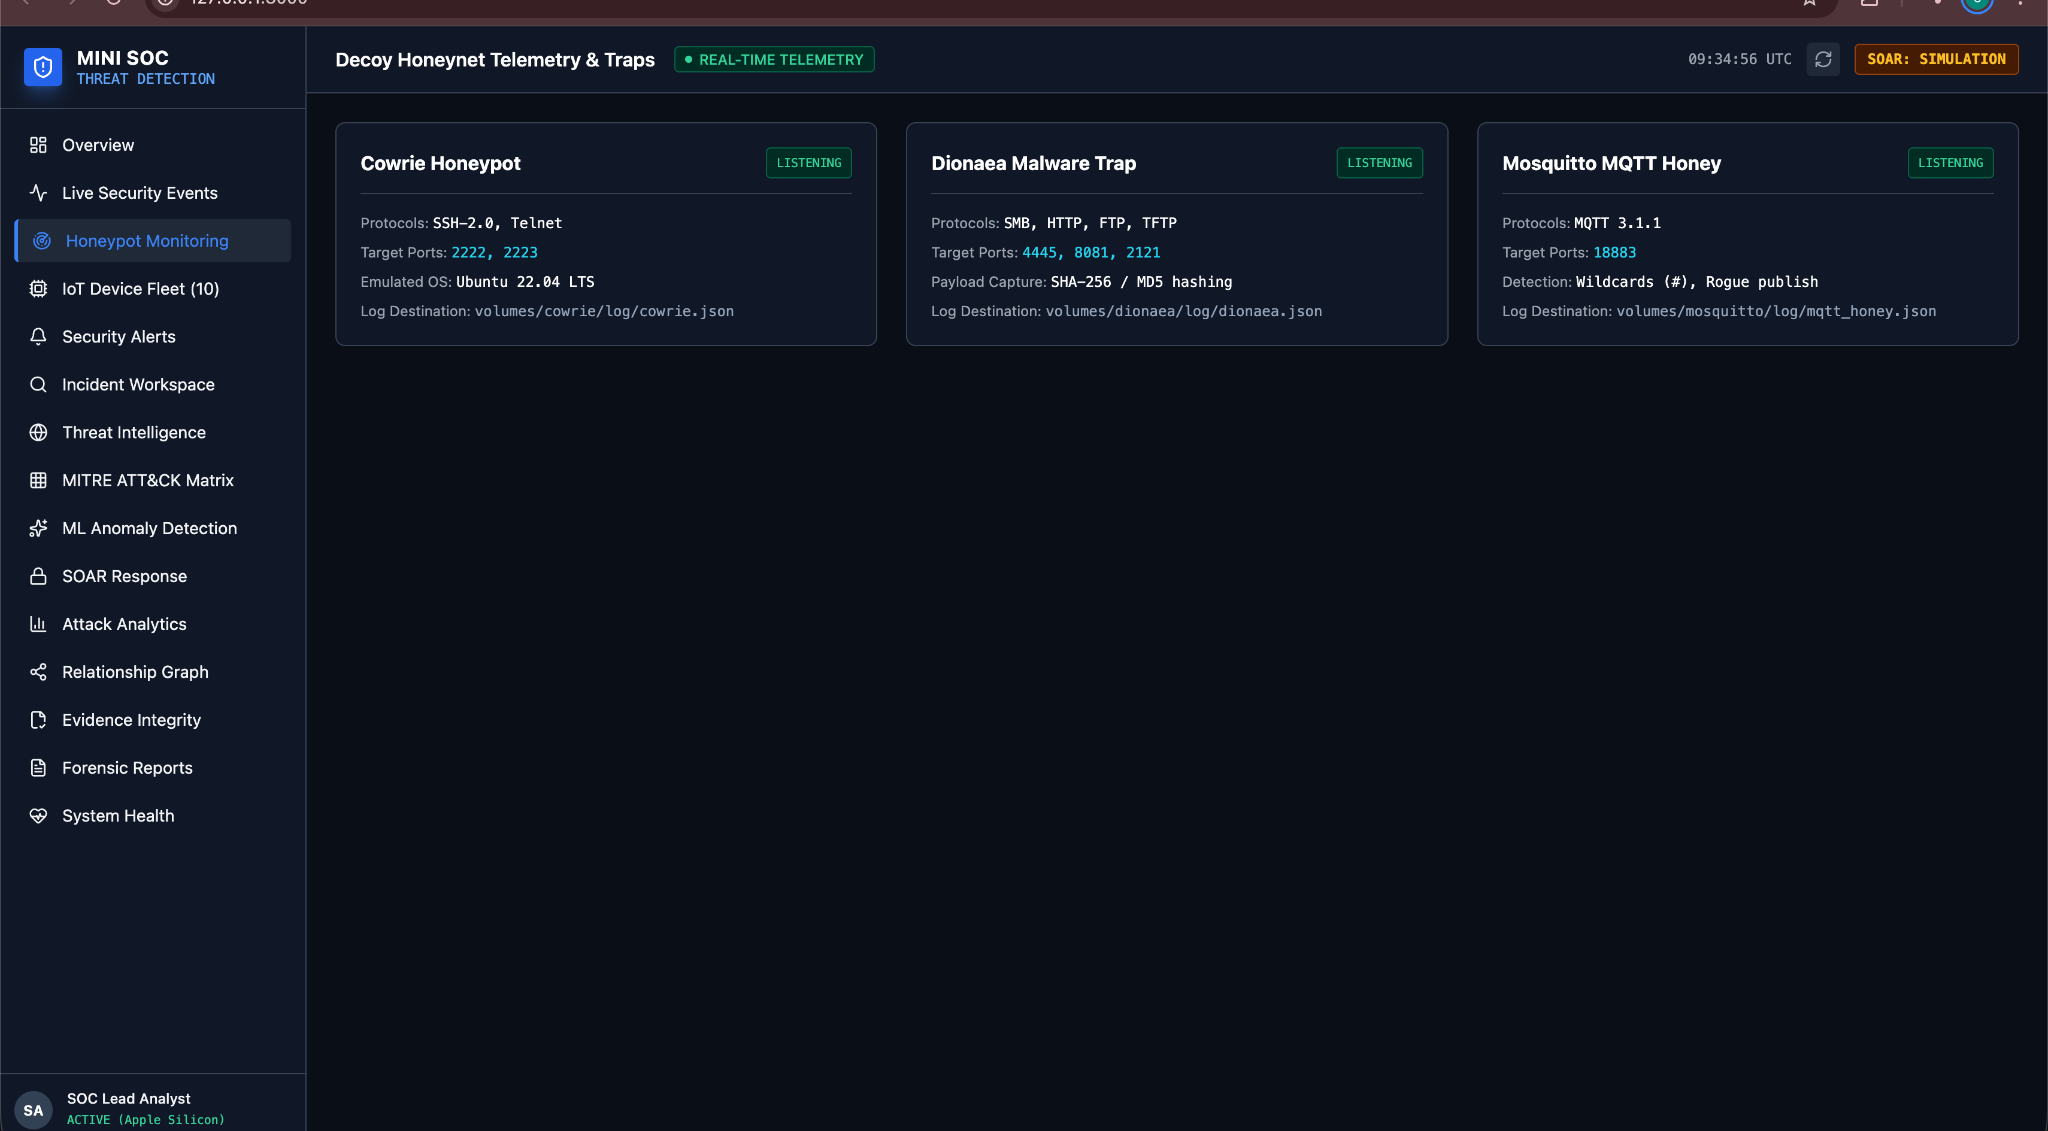 MINI SOC
THREAT DETECTION
Overview
Live Security Events
Honeypot Monitoring
IoT Device Fleet (10)
Security Alerts
Incident Workspace
Threat Intelligence
MITRE ATT&CK Matrix
ML Anomaly Detection
SOAR Response
Attack Analytics
Relationship Graph
Evidence Integrity
Forensic Reports
System Health
SA
SOC Lead Analyst
ACTIVE (Apple Silicon)
Decoy Honeynet Telemetry & Traps
REAL-TIME TELEMETRY
09:34:56 UTC
SOAR: SIMULATION
Cowrie Honeypot
LISTENING
Protocols: SSH-2.0, Telnet
Target Ports: 2222, 2223
Emulated OS: Ubuntu 22.04 LTS
Log Destination: volumes/cowrie/log/cowrie.json
Dionaea Malware Trap
LISTENING
Protocols: SMB, HTTP, FTP, TFTP
Target Ports: 4445, 8081, 2121
Payload Capture: SHA-256 / MD5 hashing
Log Destination: volumes/dionaea/log/dionaea.json
Mosquitto MQTT Honey
LISTENING
Protocols: MQTT 3.1.1
Target Ports: 18883
Detection: Wildcards (#), Rogue publish
Log Destination: volumes/mosquitto/log/mqtt_honey.json